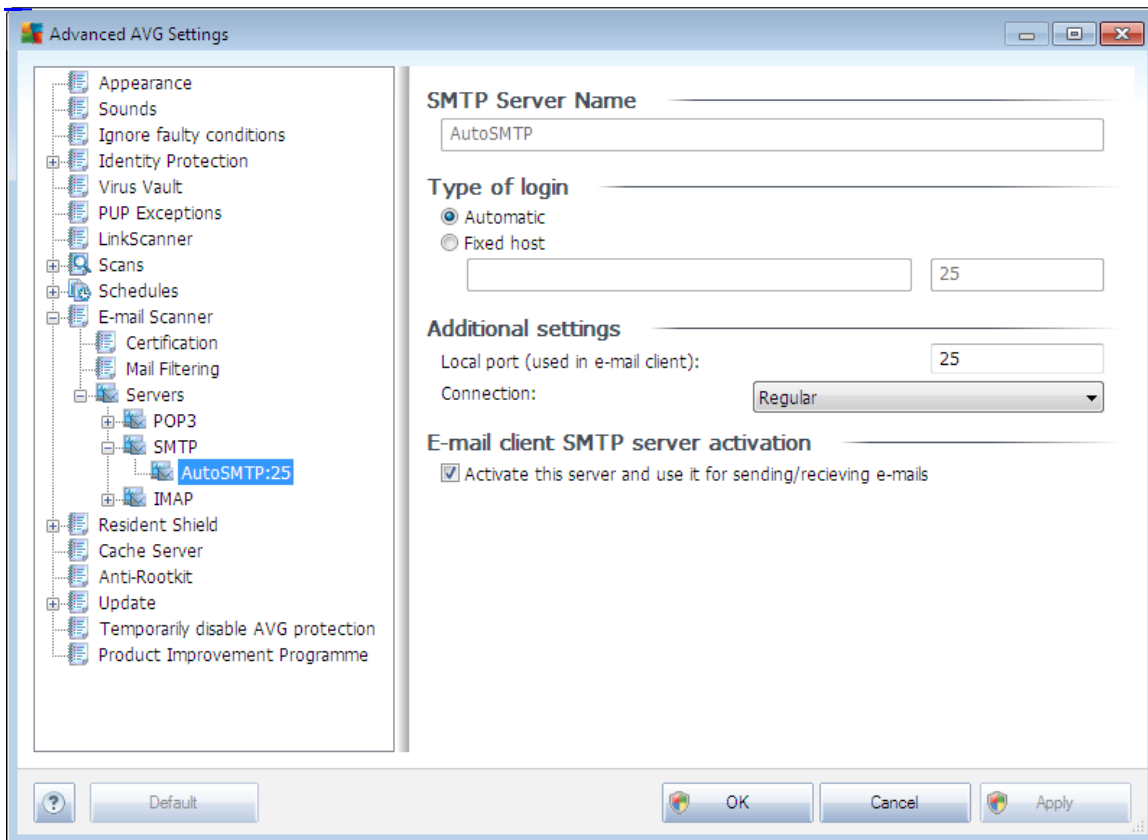 Advanced AVG Settings
Appearance
Sounds
Ignore faulty conditions
Identity Protection
Virus Vault
PUP Exceptions
LinkScanner
Scans
Schedules
E-mail Scanner
Certification
Mail Filtering
Servers
POP3
SMTP
AutoSMTP:25
IMAP
Resident Shield
Cache Server
Anti-Rootkit
Update
Temporarily disable AVG protection
Product Improvement Programme
SMTP Server Name
AutoSMTP
Type of login
Automatic
Fixed host
25
Additional settings
Local port (used in e-mail client): 25
Connection: Regular
E-mail client SMTP server activation
Activate this server and use it for sending/recieving e-mails
? Default OK Cancel Apply